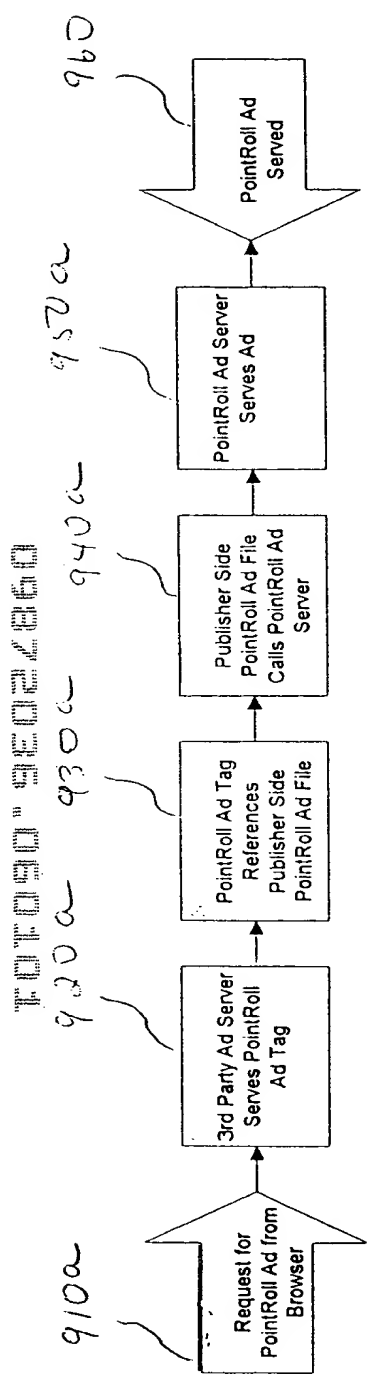 09872036.060101
910a
920a
930a
940a
950a
960
Request for
PointRoll Ad from
Browser
3rd Party Ad Server
Serves PointRoll
Ad Tag
PointRoll Ad Tag
References
Publisher Side
PointRoll Ad File
Publisher Side
PointRoll Ad File
Calls PointRoll Ad
Server
PointRoll Ad Server
Serves Ad
PointRoll Ad
Served